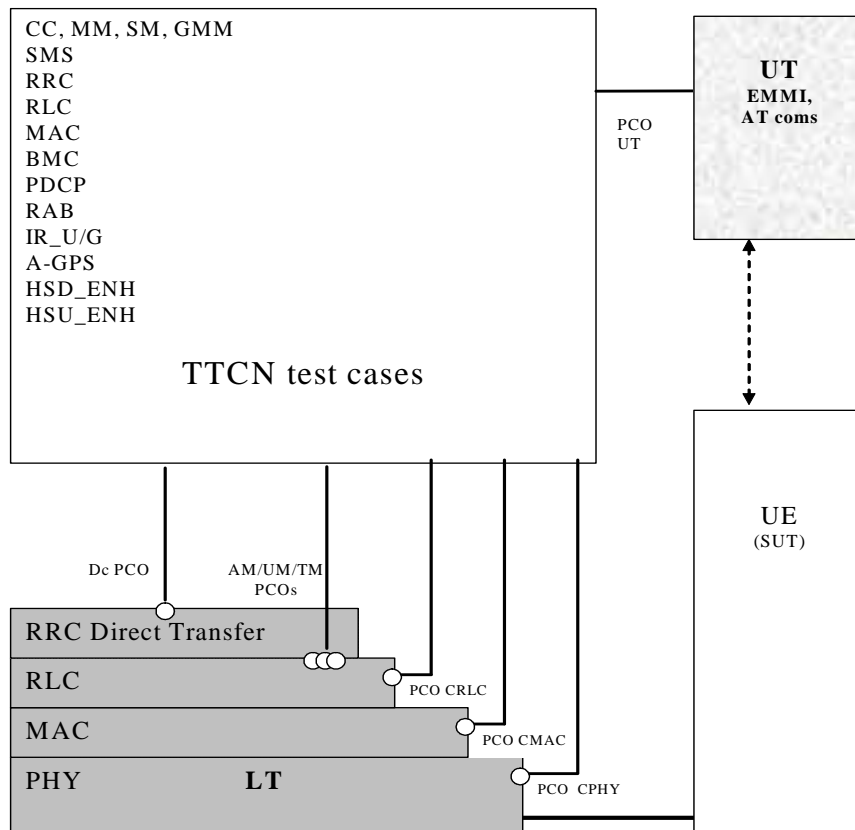 CC, MM, SM, GMM
SMS
RRC
RLC
MAC
BMC
PDCP
RAB
IR_U/G
A-GPS
HSD_ENH
HSU_ENH
TTCN test cases
PCO
UT
UT
EMMI,
AT coms
UE
(SUT)
Dc PCO
AM/UM/TM
PCOs
RRC Direct Transfer
RLC
PCO CRLC
MAC
PCO CMAC
PHY LT
PCO CPHY